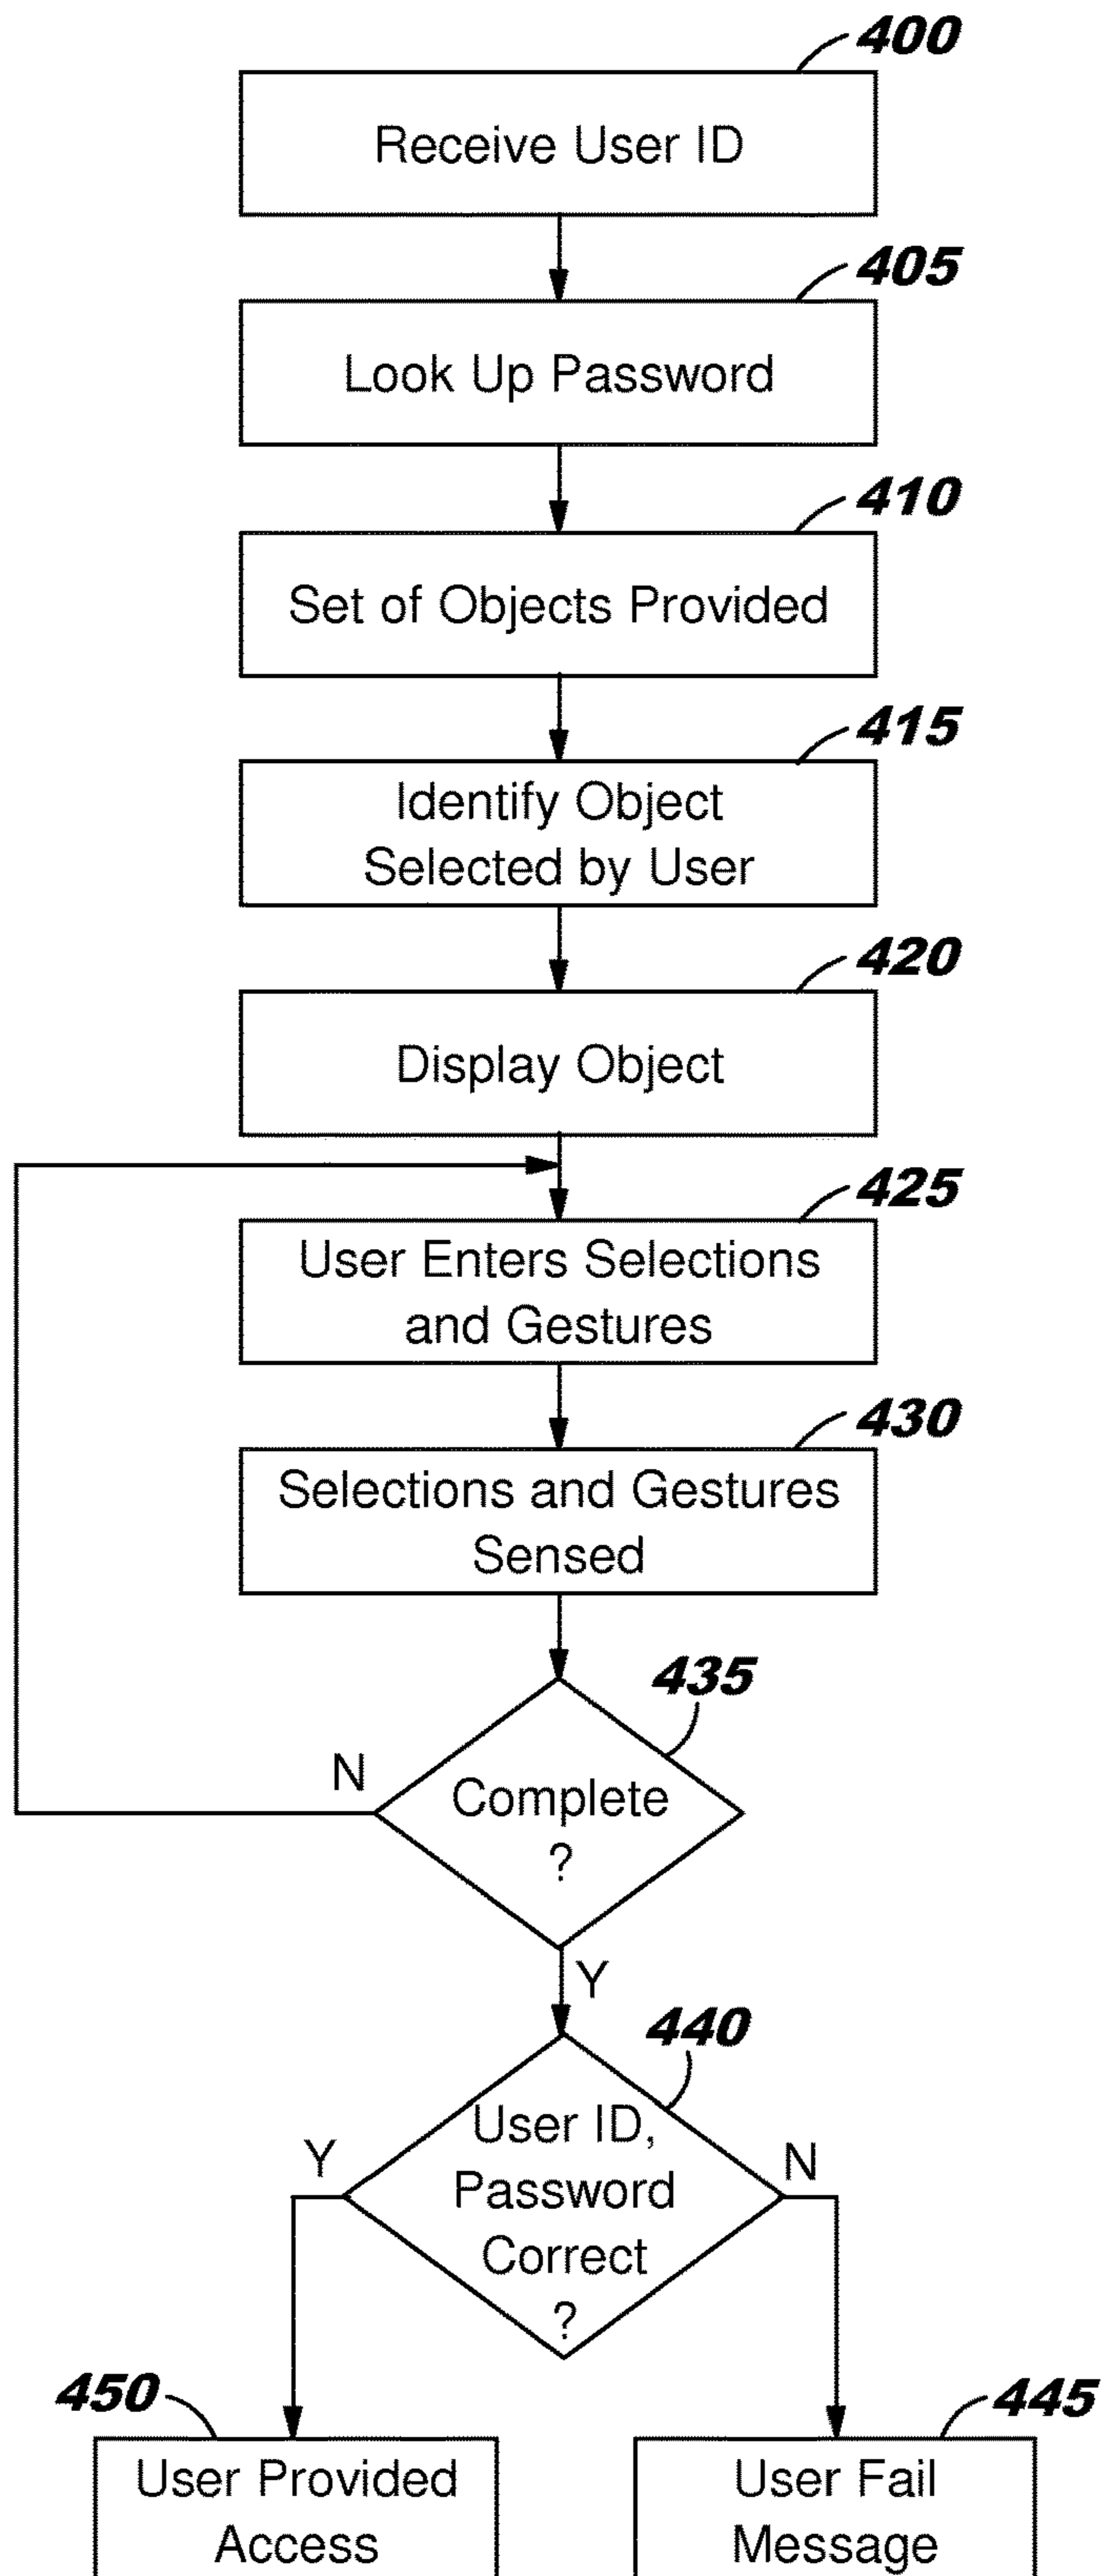 400
Receive User ID
405
Look Up Password
410
Set of Objects Provided
415
Identify Object
Selected by User
420
Display Object
425
User Enters Selections
and Gestures
430
Selections and Gestures
Sensed
435
N
Complete
?
Y
440
User ID,
Y
N
Password
Correct
?
450
445
User Provided
Access
User Fail
Message